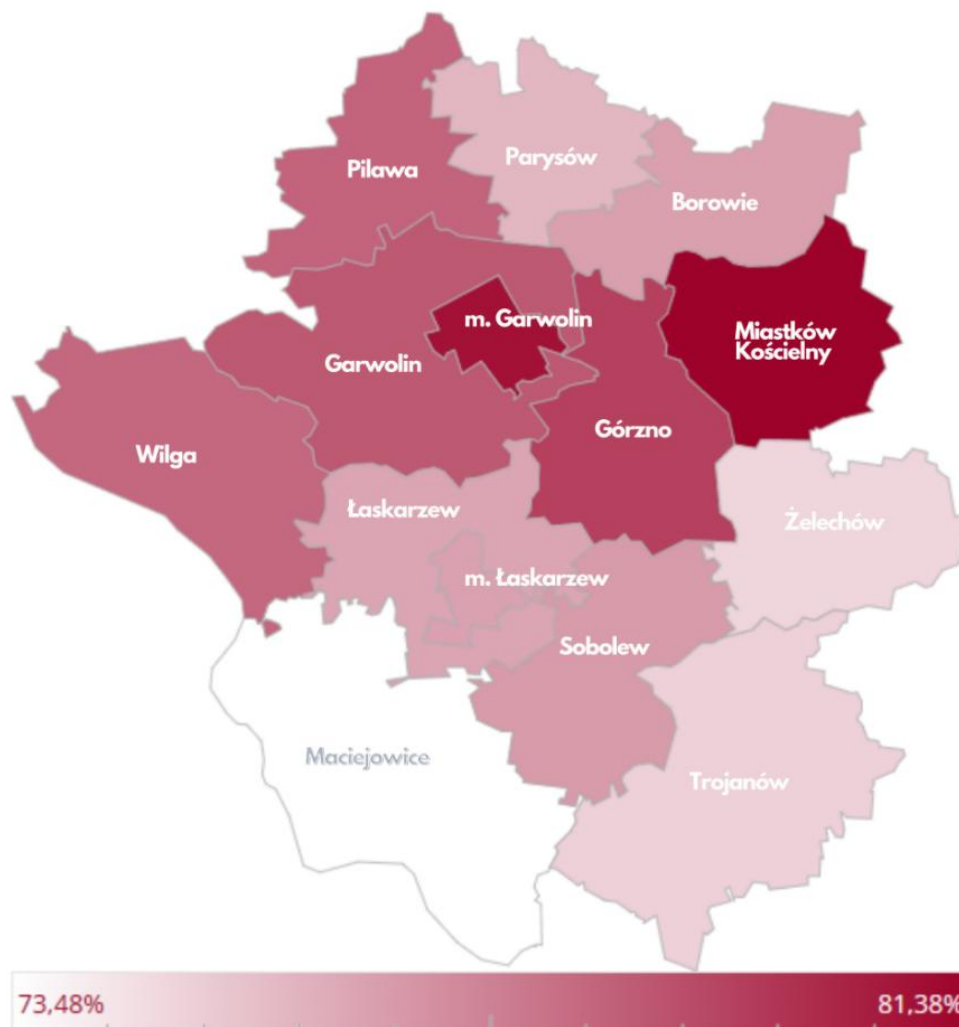 Pilawa
Parysów
Borowie
m. Garwolin
Miastków
Kościelny
Garwolin
Górzno
Wilga
Łaskarzew
Żelechów
m. Łaskarzew
Sobolew
Maciejowice
Trojanów
73,48%
81,38%